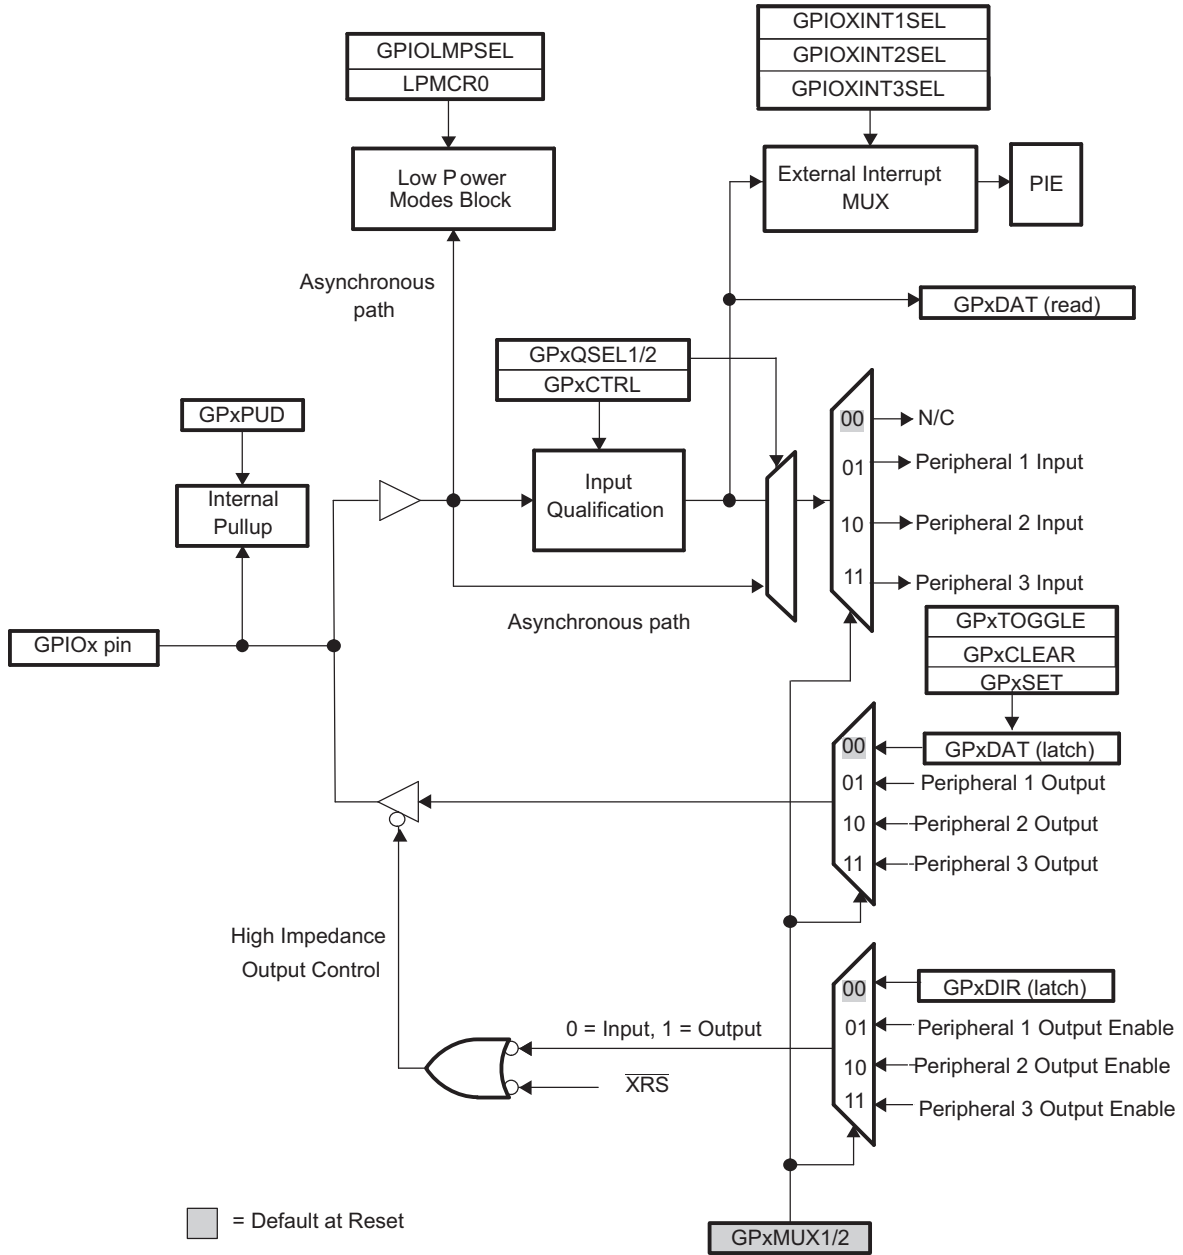 GPIOXINT1SEL
GPIOXINT2SEL
GPIOXINT3SEL
GPIOLMPSEL
LPMCR0
External Interrupt
MUX
PIE
Low P ower
Modes Block
Asynchronous
path
GPxDAT (read)
GPxQSEL1/2
GPxCTRL
GPxPUD
Internal
Pullup
Input
Qualification
00
N/C
01
Peripheral 1 Input
10
Peripheral 2 Input
11
Peripheral 3 Input
Asynchronous path
GPIOx pin
GPxTOGGLE
GPxCLEAR
GPxSET
00
GPxDAT (latch)
01
Peripheral 1 Output
10
Peripheral 2 Output
11
Peripheral 3 Output
High Impedance
Output Control
00
GPxDIR (latch)
0 = Input, 1 = Output
01
Peripheral 1 Output Enable
10
Peripheral 2 Output Enable
XRS
11
Peripheral 3 Output Enable
= Default at Reset
GPxMUX1/2